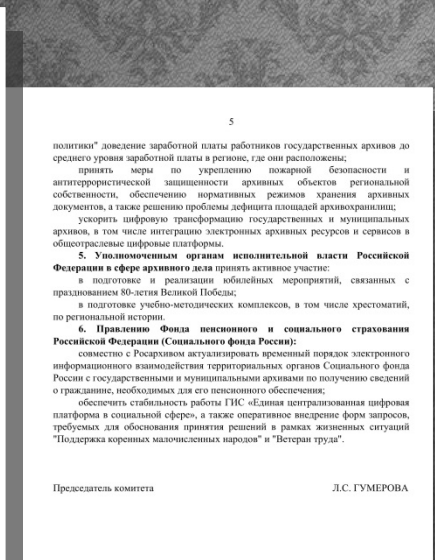 5
политики" доведение заработной платы работников государственных архивов до
среднего уровня заработной платы в регионе, где они расположены;
принять меры по укреплению пожарной безопасности и
антитеррористической защищенности архивных объектов региональной
собственности, обеспечению нормативных режимов хранения архивных
документов, а также решению проблемы дефицита площадей архивохранилищ;
ускорить цифровую трансформацию государственных и муниципальных
архивов, в том числе интеграцию электронных архивных ресурсов и сервисов в
общеотраслевые цифровые платформы.
5. Уполномоченным органам исполнительной власти Российской
Федерации в сфере архивного дела принять активное участие:
в подготовке и реализации юбилейных мероприятий, связанных с
празднованием 80-летия Великой Победы;
в подготовке учебно-методических комплексов, в том числе хрестоматий,
по региональной истории.
6. Правлению Фонда пенсионного и социального страхования
Российской Федерации (Социального фонда России):
совместно с Росархивом актуализировать временный порядок электронного
информационного взаимодействия территориальных органов Социального фонда
России с государственными и муниципальными архивами по получению сведений
о гражданине, необходимых для его пенсионного обеспечения;
обеспечить стабильность работы ГИС «Единая централизованная цифровая
платформа в социальной сфере», а также оперативное внедрение форм запросов,
требуемых для обоснования принятия решений в рамках жизненных ситуаций
"Поддержка коренных малочисленных народов" и "Ветеран труда".
Председатель комитета Л.С. ГУМЕРОВА